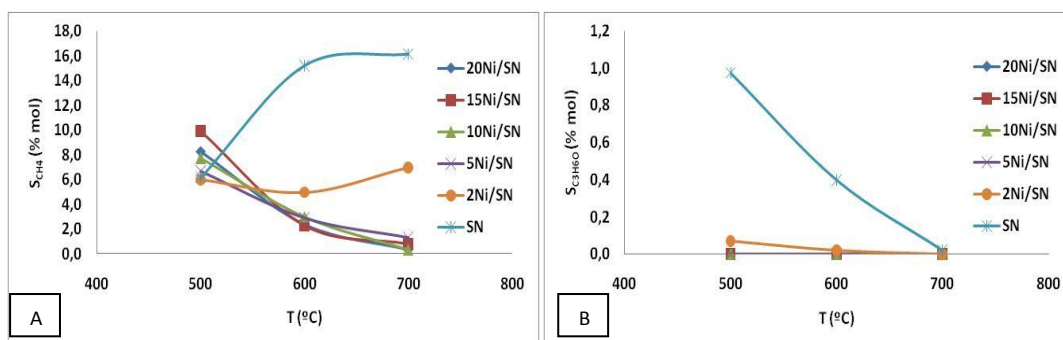 18,0
16,0
14,0
12,0
10,0
8,0
6,0
4,0
2,0
0,0
S_CH4 (% mol)
400 500 600 700 800
T (ºC)
20Ni/SN
15Ni/SN
10Ni/SN
5Ni/SN
2Ni/SN
SN
A
1,2
1,0
0,8
0,6
0,4
0,2
0,0
S_C3H6O (% mol)
400 500 600 700 800
T (ºC)
20Ni/SN
15Ni/SN
10Ni/SN
5Ni/SN
2Ni/SN
SN
B